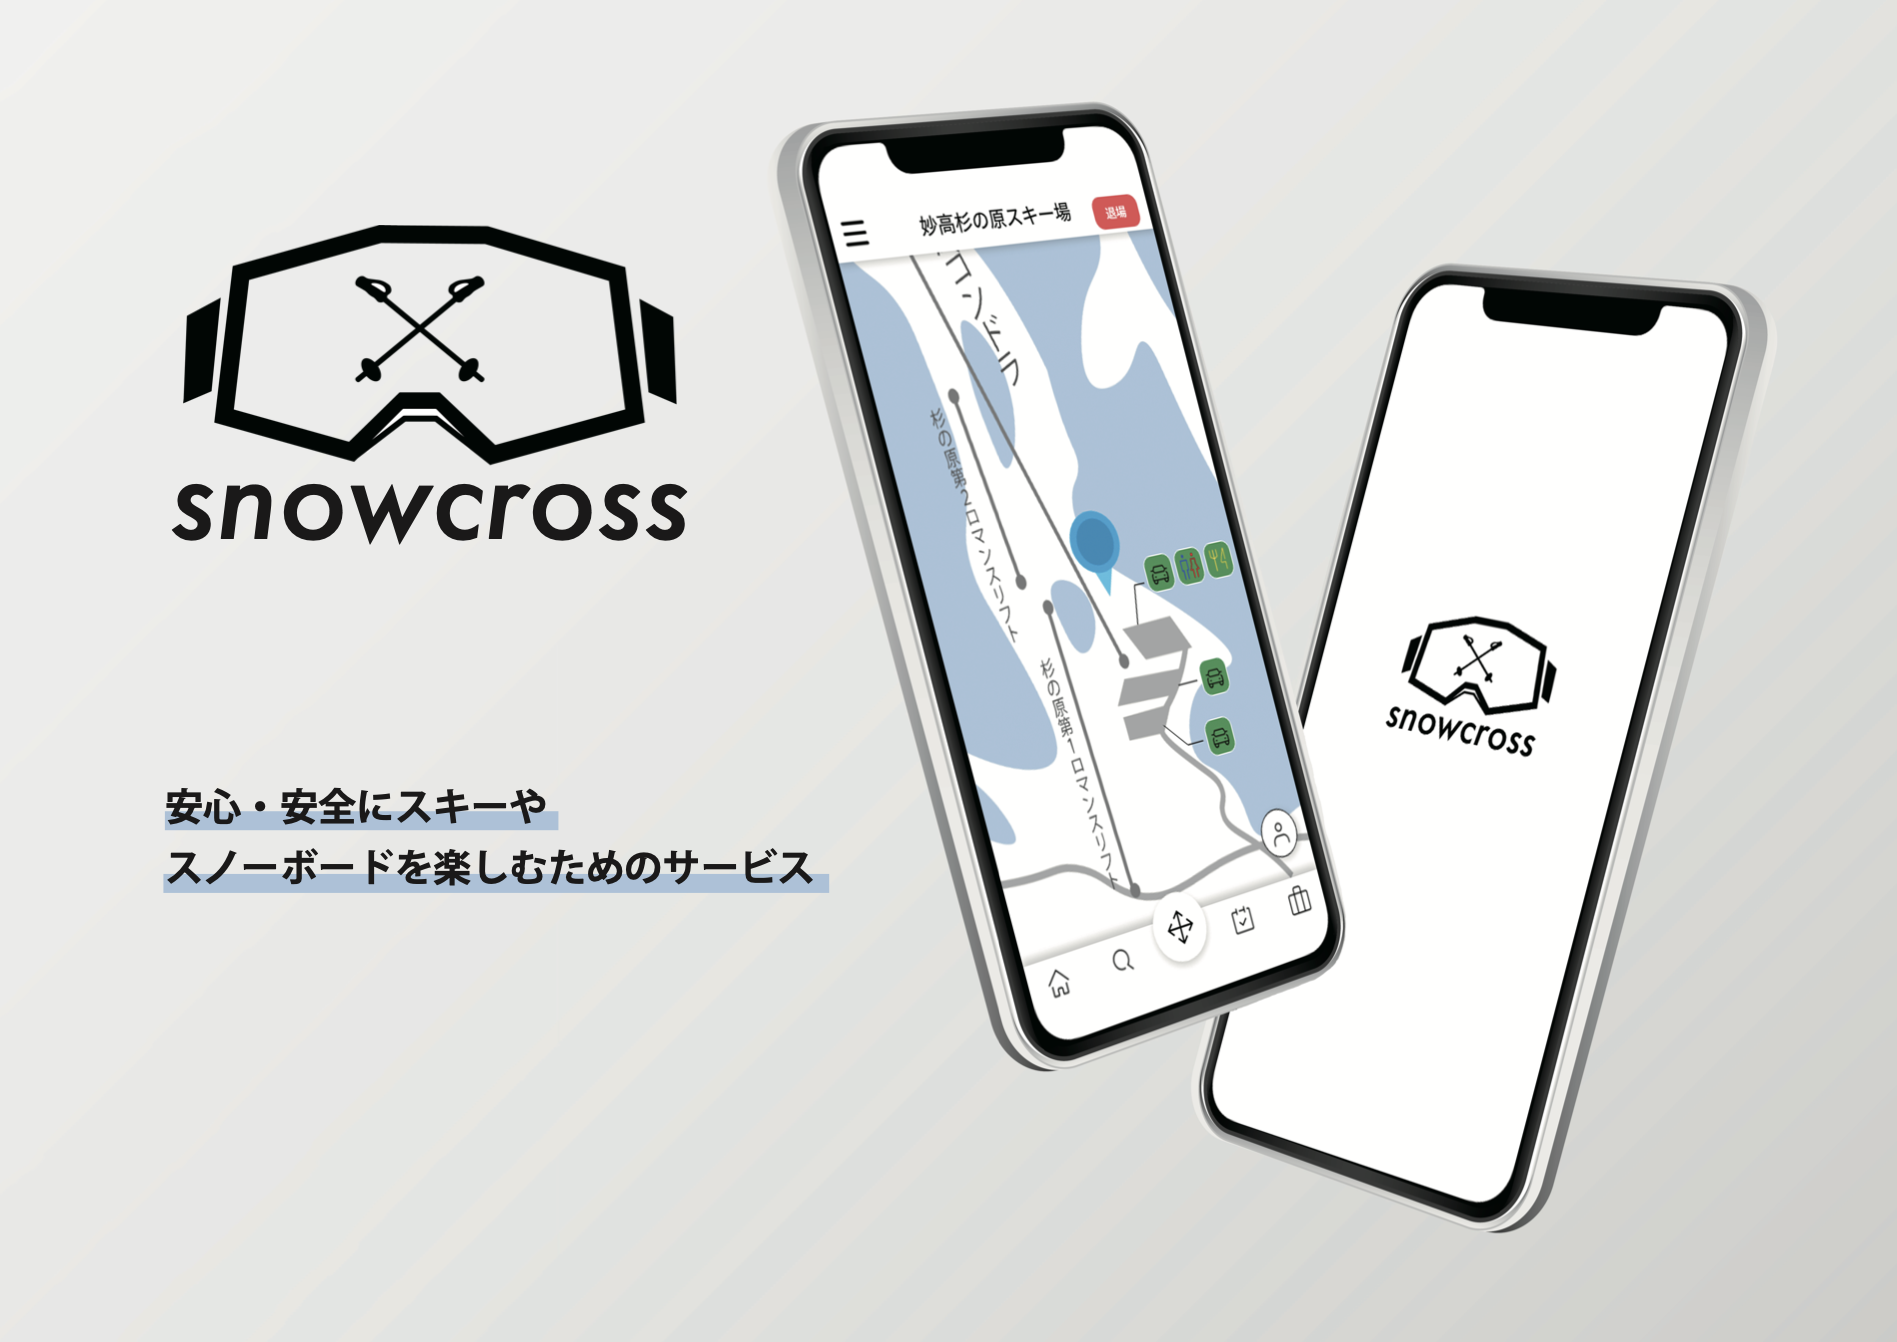 snowcross
安心・安全にスキーや
スノーボードを楽しむためのサービス
妙高杉の原スキー場
退場
ゴンドラ
杉の原第2ロマンスリフト
杉の原第1ロマンスリフト
snowcross